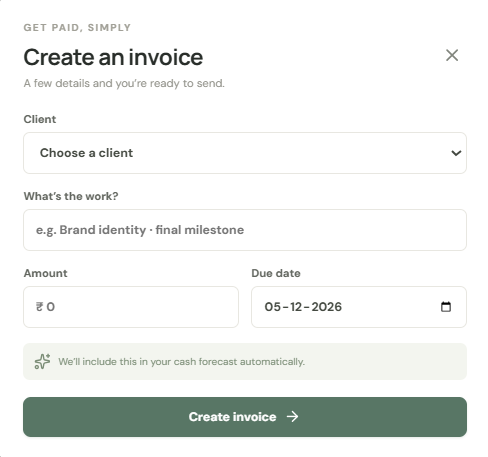 GET PAID, SIMPLY
Create an invoice
A few details and you're ready to send.
Client
Choose a client
What's the work?
e.g. Brand identity · final milestone
Amount
Due date
₹ 0
05-12-2026
We'll include this in your cash forecast automatically.
Create invoice →